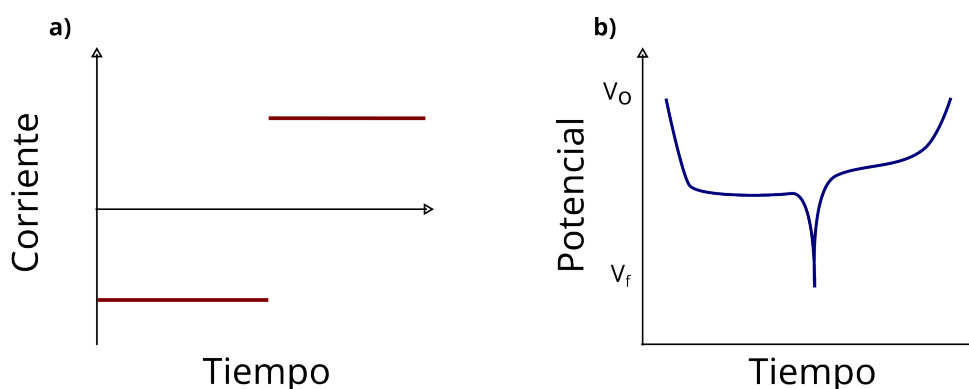 a)
Corriente
Tiempo
b)
Potencial
VO
Vf
Tiempo